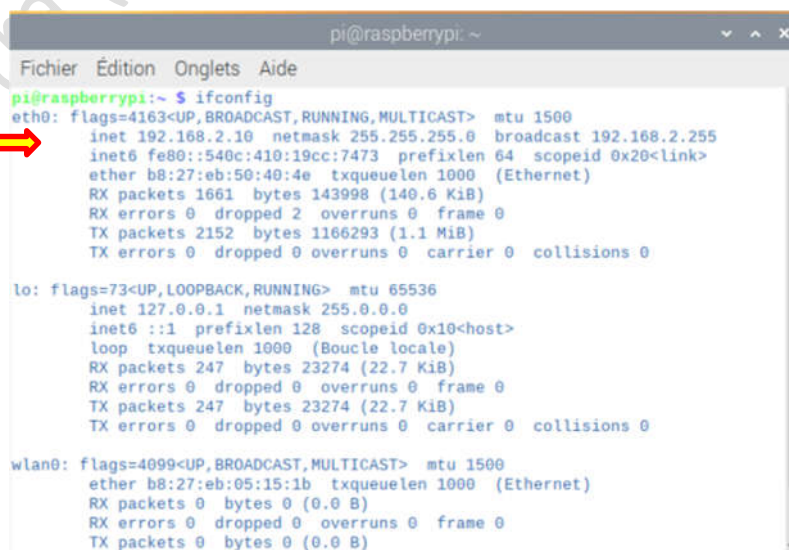 pi@raspberrypi: ~
Fichier Édition Onglets Aide
pi@raspberrypi:~ $ ifconfig
eth0: flags=4163<UP,BROADCAST,RUNNING,MULTICAST> mtu 1500
inet 192.168.2.10 netmask 255.255.255.0 broadcast 192.168.2.255
inet6 fe80::540c:410:19cc:7473 prefixlen 64 scopeid 0x20<link>
ether b8:27:eb:50:40:4e txqueuelen 1000 (Ethernet)
RX packets 1661 bytes 143998 (140.6 KiB)
RX errors 0 dropped 2 overruns 0 frame 0
TX packets 2152 bytes 1166293 (1.1 MiB)
TX errors 0 dropped 0 overruns 0 carrier 0 collisions 0
lo: flags=73<UP,LOOPBACK,RUNNING> mtu 65536
inet 127.0.0.1 netmask 255.0.0.0
inet6 ::1 prefixlen 128 scopeid 0x10<host>
loop txqueuelen 1000 (Boucle locale)
RX packets 247 bytes 23274 (22.7 KiB)
RX errors 0 dropped 0 overruns 0 frame 0
TX packets 247 bytes 23274 (22.7 KiB)
TX errors 0 dropped 0 overruns 0 carrier 0 collisions 0
wlan0: flags=4099<UP,BROADCAST,MULTICAST> mtu 1500
ether b8:27:eb:05:15:1b txqueuelen 1000 (Ethernet)
RX packets 0 bytes 0 (0.0 B)
RX errors 0 dropped 0 overruns 0 frame 0
TX packets 0 bytes 0 (0.0 B)